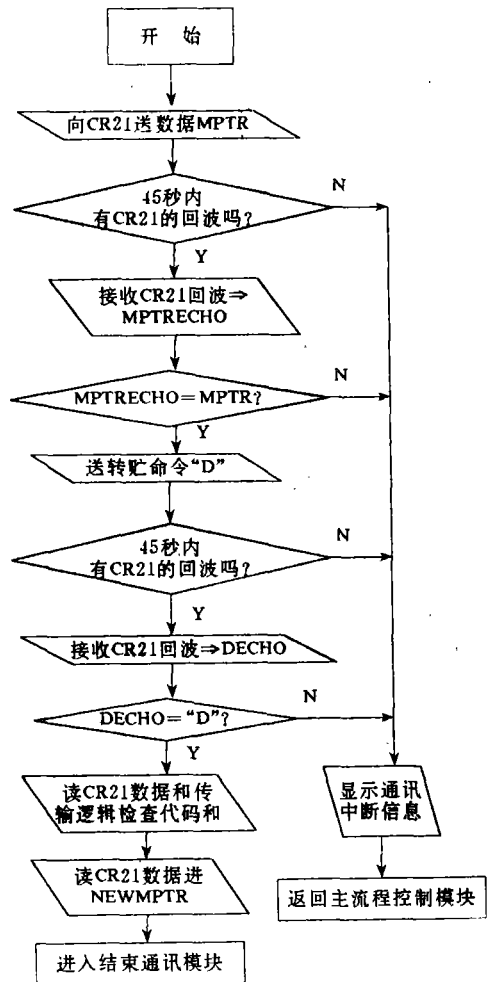 开 始
向CR21送数据MPTR
45秒内
有CR21的回波吗?
N
Y
接收CR21回波⇒
MPTRECHO
MPTRECHO=MPTR?
N
Y
送转贮命令“D”
45秒内
有CR21的回波吗?
N
Y
接收CR21回波⇒DECHO
DECHO=“D”?
N
Y
读CR21数据和传
输逻辑检查代码和
显示通讯
中断信息
读CR21数据进
NEWMPTR
返回主流程控制模块
进入结束通讯模块